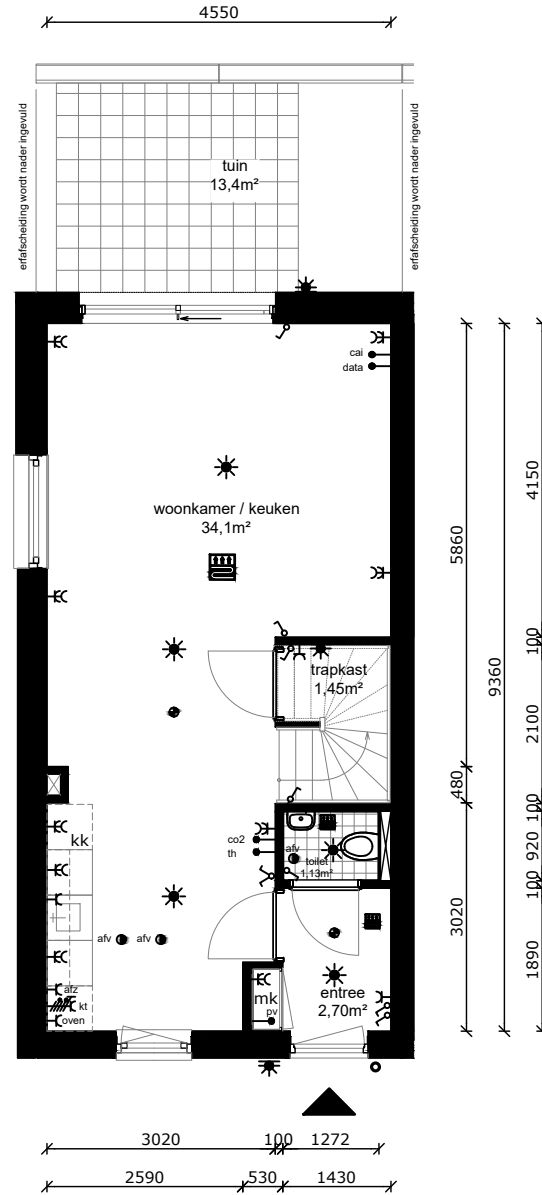 4550
erfafscheiding wordt nader ingevuld
erfafscheiding wordt nader ingevuld
tuin
13,4m²
cai
data
woonkamer / keuken
34,1m²
5860
9360
4150
100
2100
480
100
920
100
3020
1890
trapkast
1,45m²
kk
co2
th
afv
toilet
1,13m²
afv
afv
afz
kt
oven
mk
pv
entree
2,70m²
3020
100
1272
2590
530
1430